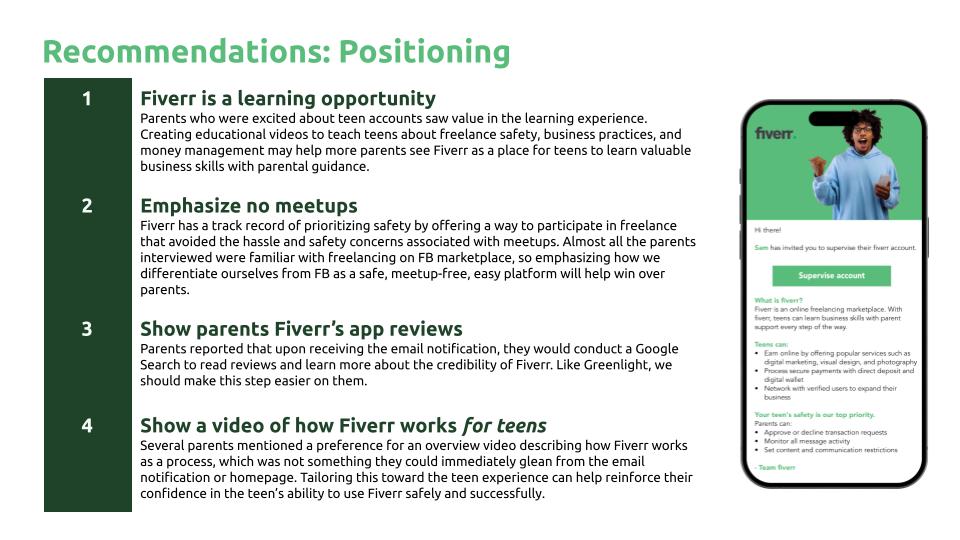 Recommendations: Positioning
1
Fiverr is a learning opportunity
Parents who were excited about teen accounts saw value in the learning experience.
Creating educational videos to teach teens about freelance safety, business practices, and
money management may help more parents see Fiverr as a place for teens to learn valuable
business skills with parental guidance.
2
Emphasize no meetups
Fiverr has a track record of prioritizing safety by offering a way to participate in freelance
that avoided the hassle and safety concerns associated with meetups. Almost all the parents
interviewed were familiar with freelancing on FB marketplace, so emphasizing how we
differentiate ourselves from FB as a safe, meetup-free, easy platform will help win over
parents.
3
Show parents Fiverr's app reviews
Parents reported that upon receiving the email notification, they would conduct a Google
Search to read reviews and learn more about the credibility of Fiverr. Like Greenlight, we
should make this step easier on them.
4
Show a video of how Fiverr works for teens
Several parents mentioned a preference for an overview video describing how Fiverr works
as a process, which was not something they could immediately glean from the email
notification or homepage. Tailoring this toward the teen experience can help reinforce their
confidence in the teen's ability to use Fiverr safely and successfully.
fiverr.
Hi there!
Sam has invited you to supervise their fiverr account.
Supervise account
What is fiverr?
Fiverr is an online freelancing marketplace. With
fiverr, teens can learn business skills with parent
support every step of the way.
Teens can:
• Earn online by offering popular services such as
digital marketing, visual design, and photography
• Process secure payments with direct deposit and
digital wallet
• Network with verified users to expand their
business
Your teen's safety is our top priority.
Parents can:
• Approve or decline transaction requests
• Monitor all message activity
• Set content and communication restrictions
- Team fiverr